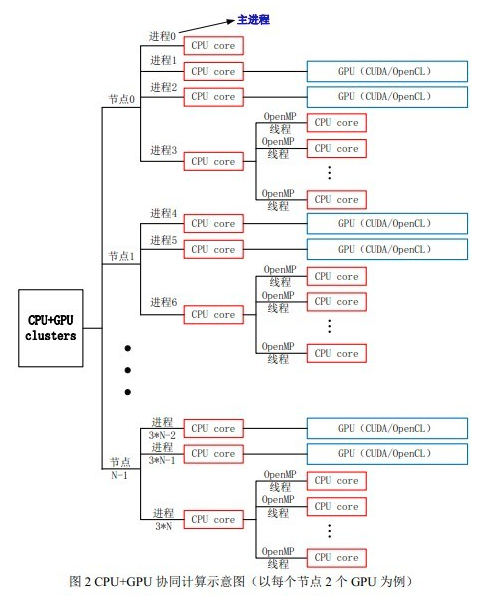 主进程
进程0
CPU core
进程1
CPU core
GPU（CUDA/OpenCL）
进程2
CPU core
GPU（CUDA/OpenCL）
节点0
OpenMP
线程
CPU core
OpenMP
线程
CPU core
进程3
CPU core
OpenMP
线程
CPU core
进程4
CPU core
GPU（CUDA/OpenCL）
进程5
CPU core
GPU（CUDA/OpenCL）
节点1
OpenMP
线程
CPU core
OpenMP
线程
CPU core
进程6
CPU core
OpenMP
线程
CPU core
CPU+GPU
clusters
进程
3*N-2
CPU core
GPU（CUDA/OpenCL）
进程
3*N-1
CPU core
GPU（CUDA/OpenCL）
节点
N-1
OpenMP
线程
CPU core
OpenMP
线程
CPU core
进程
3*N
CPU core
OpenMP
线程
CPU core
图 2 CPU+GPU 协同计算示意图（以每个节点 2 个 GPU 为例）